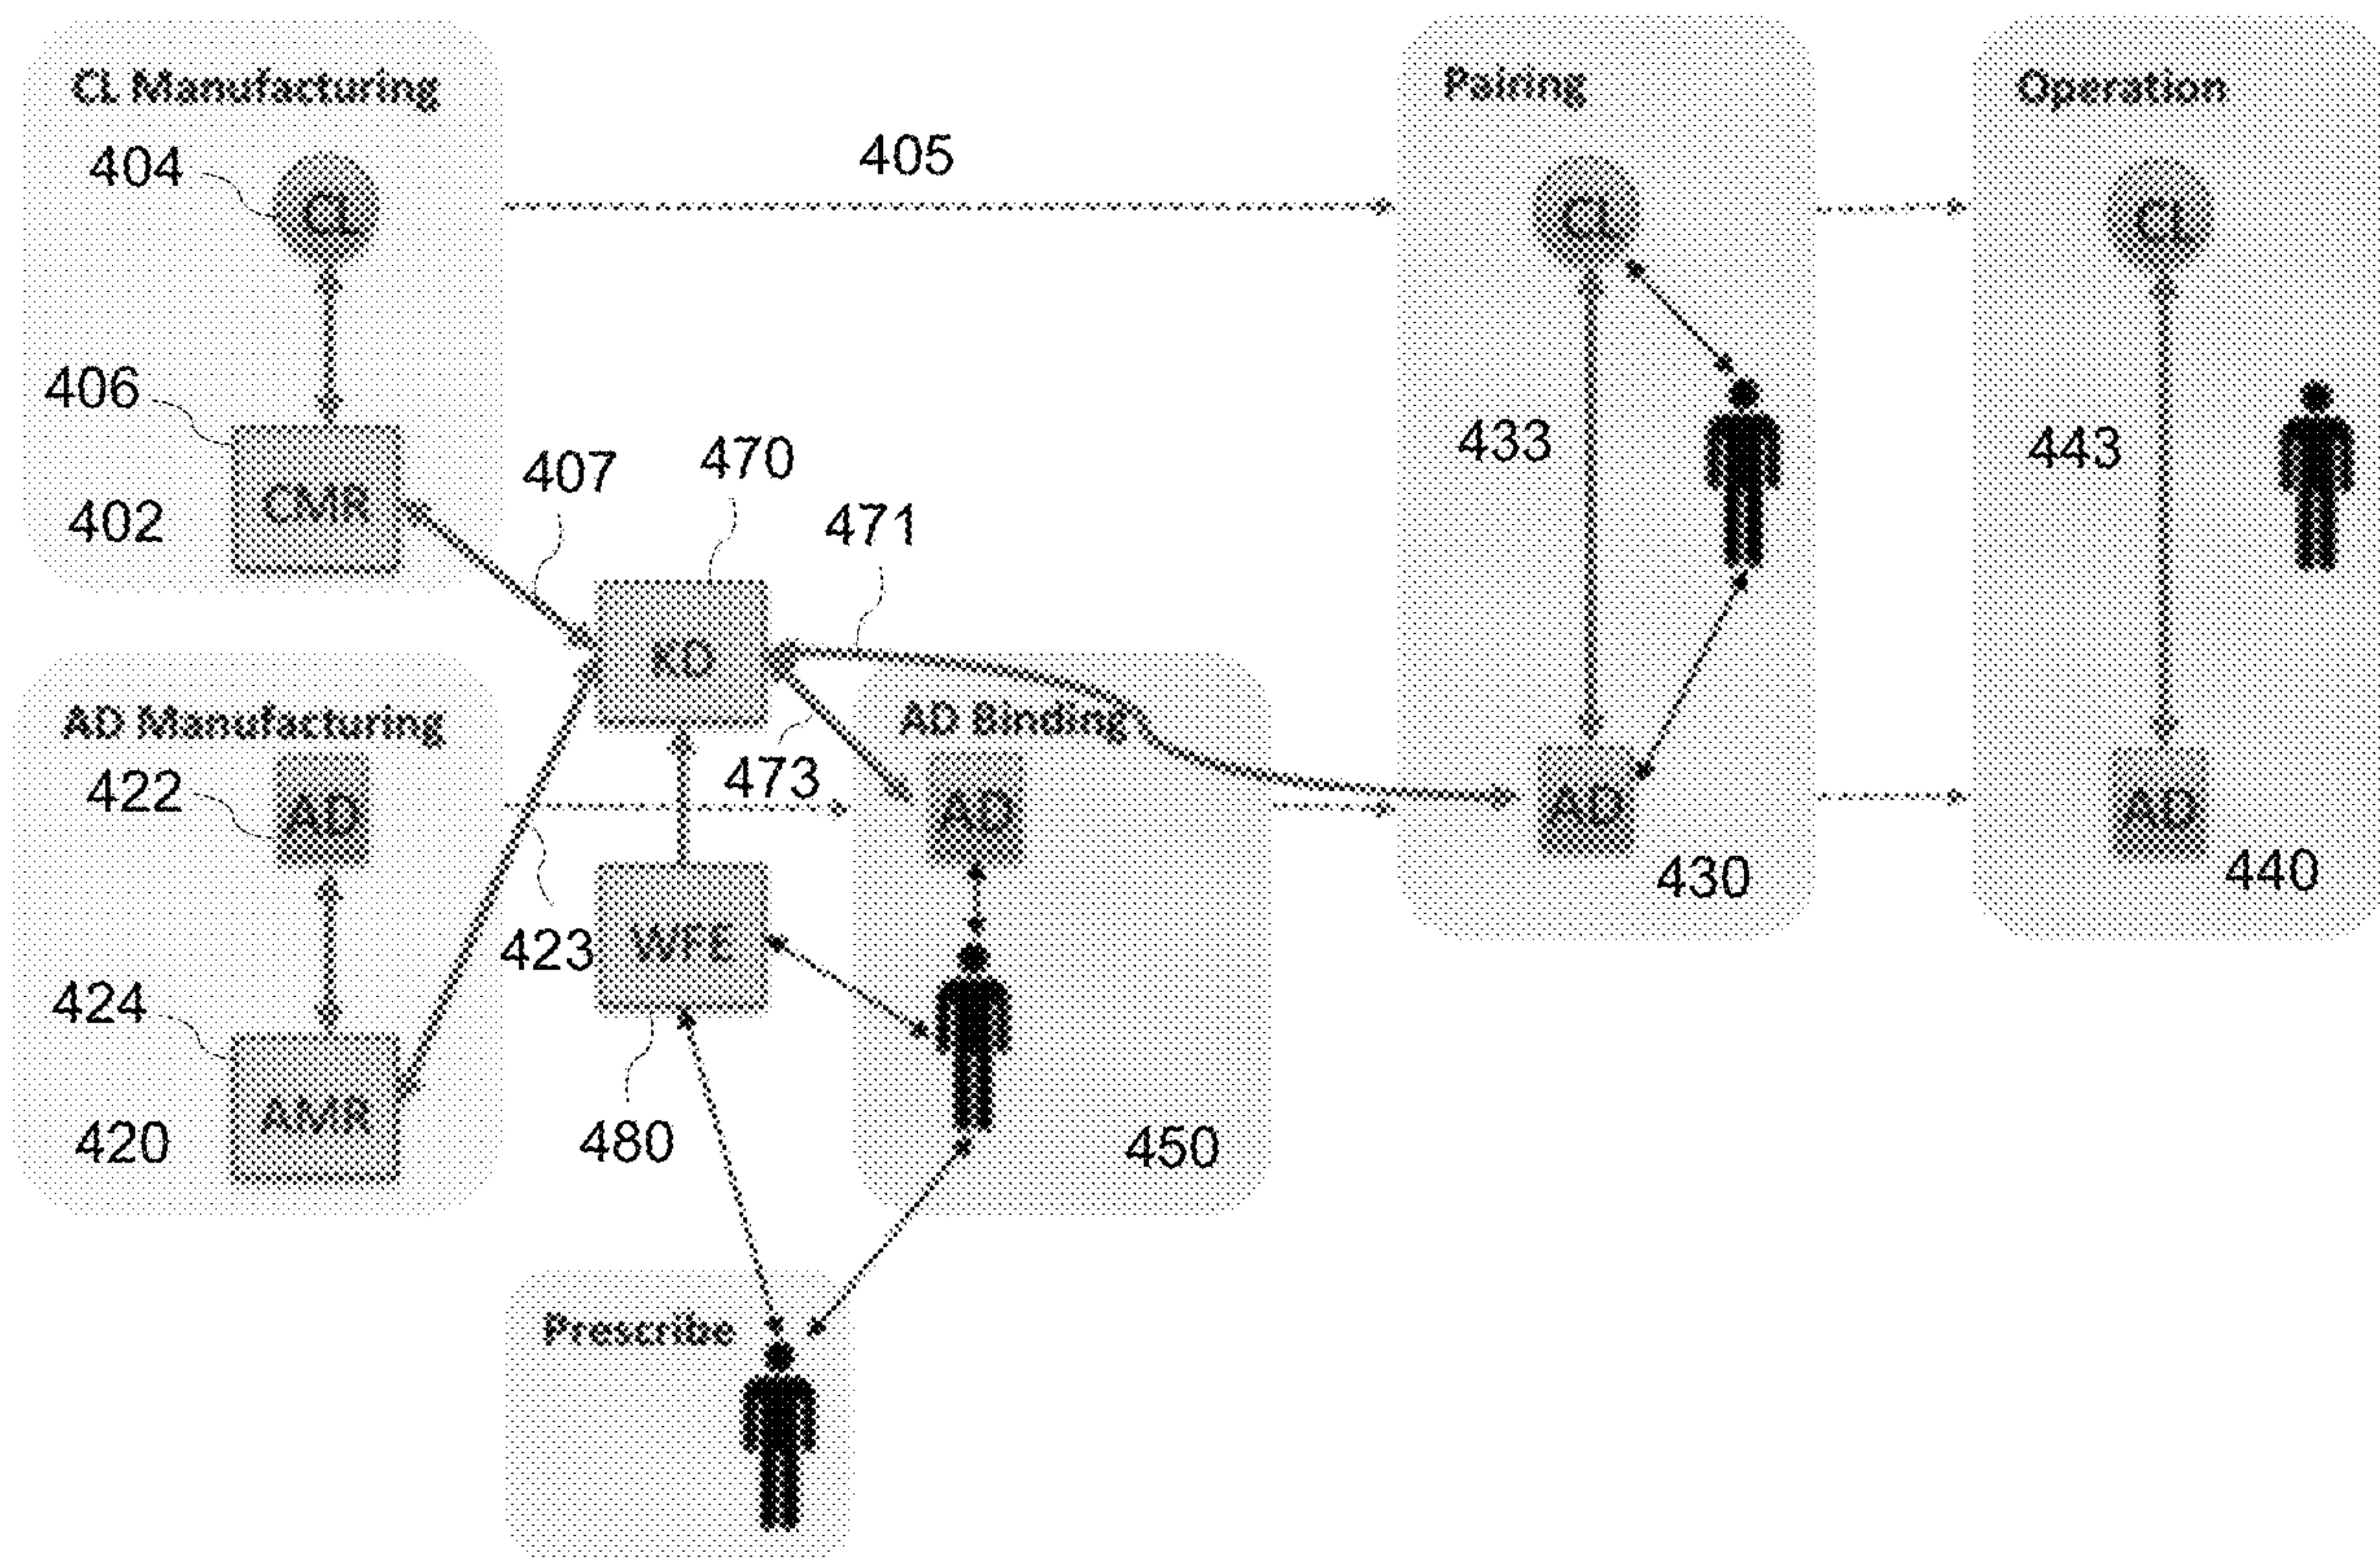 CL Manufacturing
404
CL
406
CMR
402
405
Pairing
CL
433
AD
430
Operation
CL
443
AD
440
407
470
471
KD
473
AD Manufacturing
422
AD
424
AMR
420
423
WFE
480
AD Binding
AD
450
Prescribe